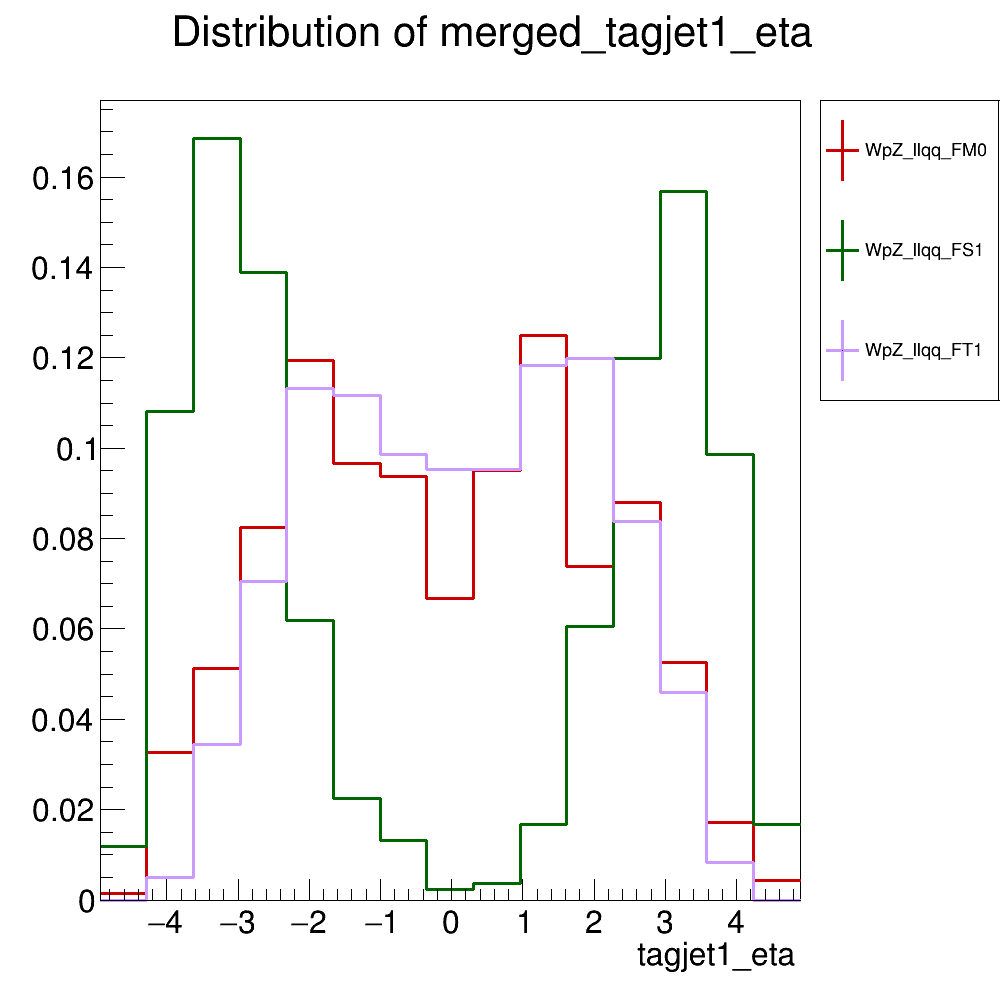 Distribution of merged_tagjet1_eta
0.16
0.14
0.12
0.1
0.08
0.06
0.04
0.02
0
−4 −3 −2 −1 0 1 2 3 4
tagjet1_eta
WpZ_llqq_FM0
WpZ_llqq_FS1
WpZ_llqq_FT1